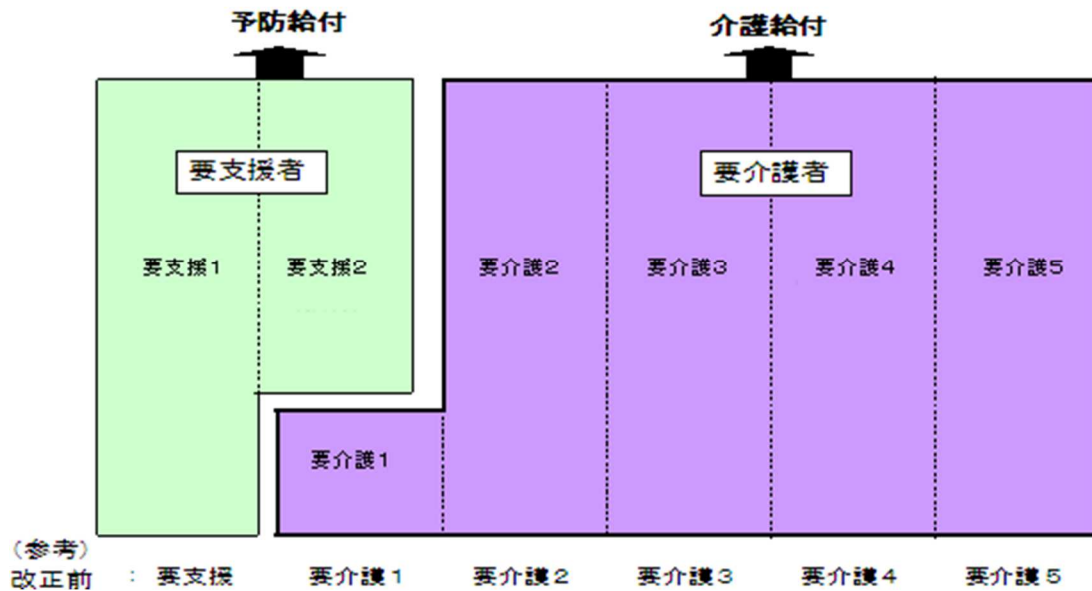 予防給付 介護給付
要支援者 要介護者
要支援1 要支援2 要介護2 要介護3 要介護4 要介護5
要介護1
(参考)
改正前 : 要支援 要介護1 要介護2 要介護3 要介護4 要介護5